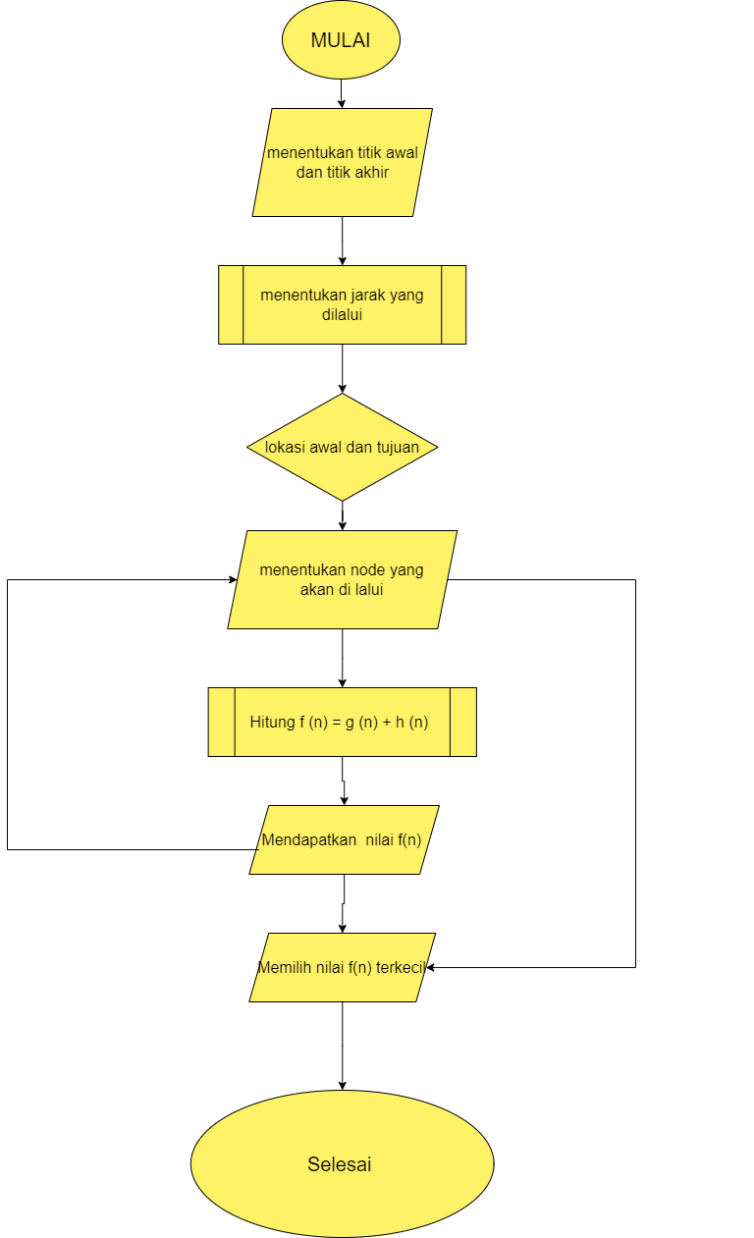 MULAI
menentukan titik awal
dan titik akhir
menentukan jarak yang
dilalui
lokasi awal dan tujuan
menentukan node yang
akan di lalui
Hitung f (n) = g (n) + h (n)
Mendapatkan nilai f(n)
Memilih nilai f(n) terkecil
Selesai